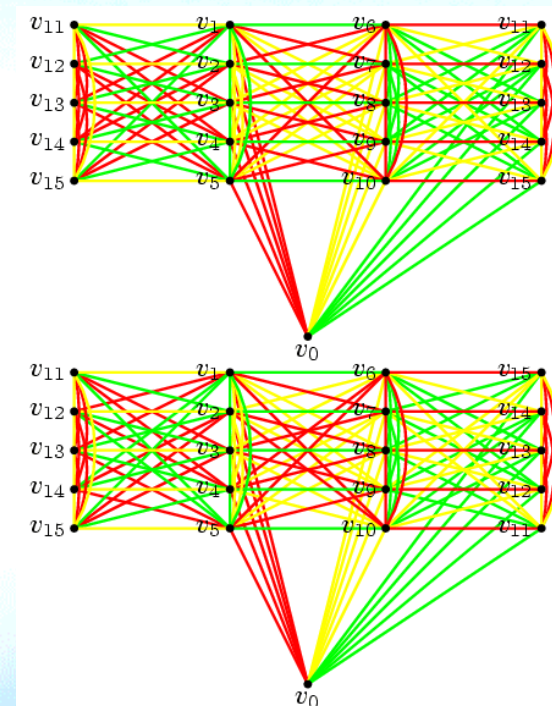 v₁₁ v₁ v₆ v₁₁
v₁₂ v₂ v₇ v₁₂
v₁₃ v₃ v₈ v₁₃
v₁₄ v₄ v₉ v₁₄
v₁₅ v₅ v₁₀ v₁₅
v₀
v₁₁ v₁ v₆ v₁₅
v₁₂ v₂ v₇ v₁₄
v₁₃ v₃ v₈ v₁₃
v₁₄ v₄ v₉ v₁₂
v₁₅ v₅ v₁₀ v₁₁
v₀